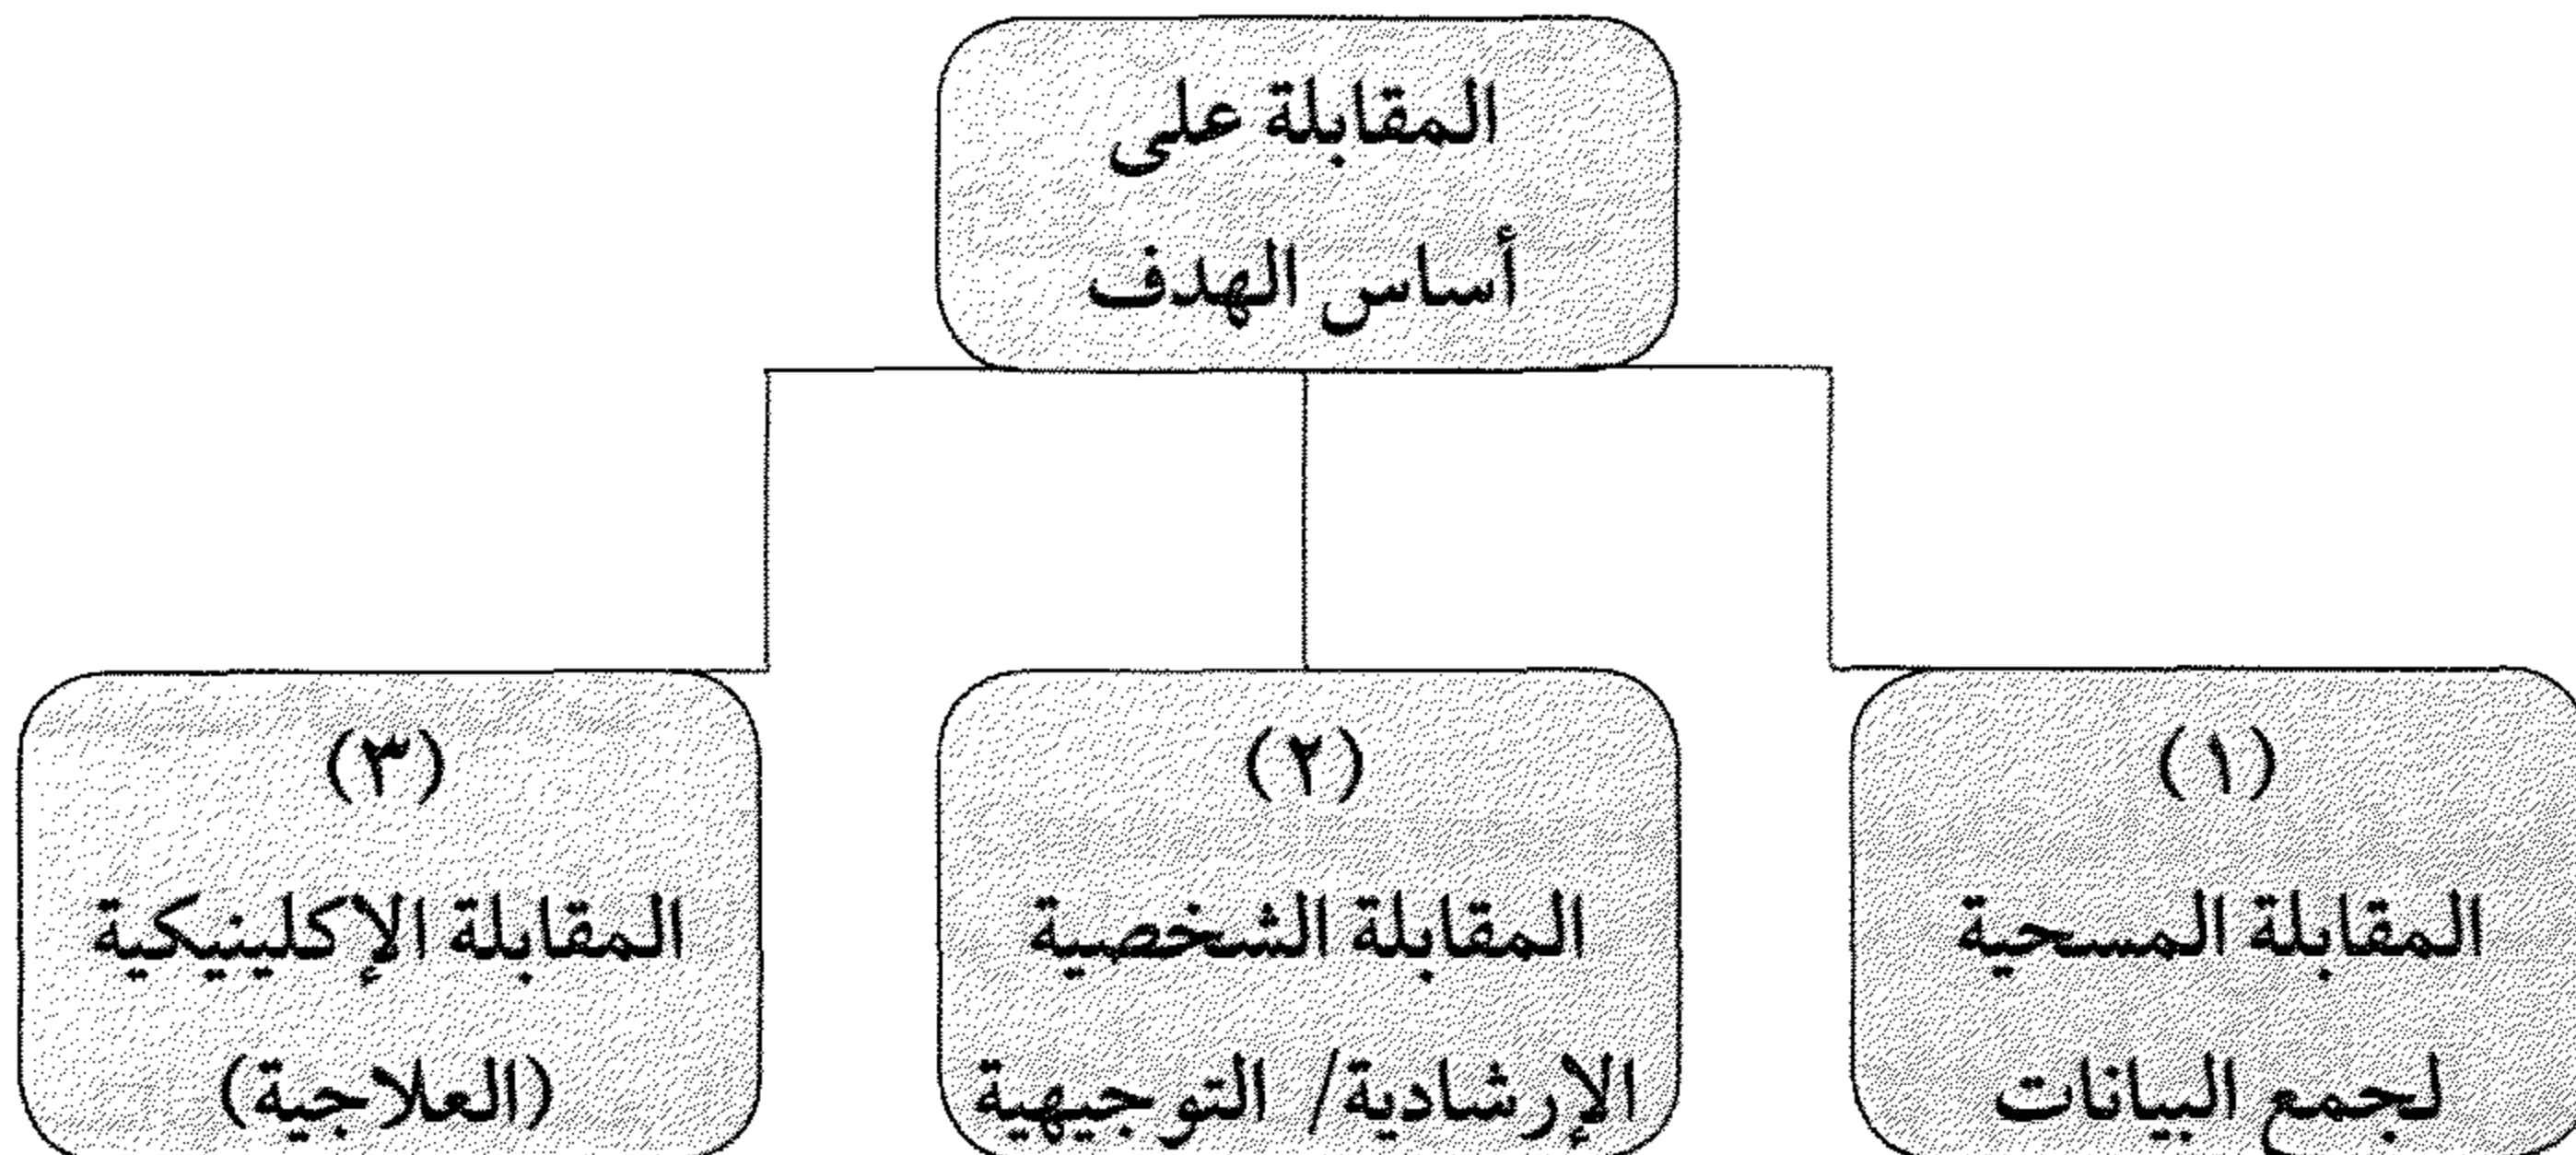 المقابلة على
أساس الهدف
(١)
المقابلة المسحية
لجمع البيانات
(٢)
المقابلة الشخصية
الإرشادية/ التوجيهية
(٣)
المقابلة الإكلينيكية
(العلاجية)